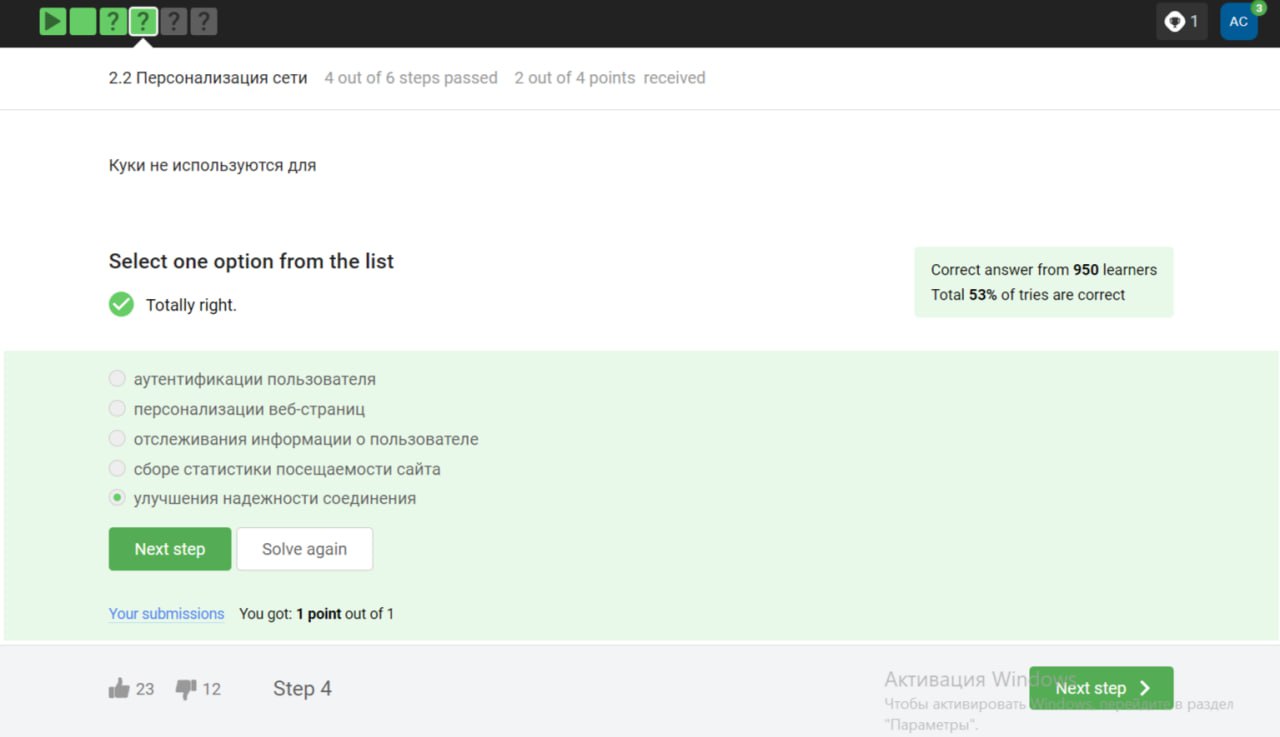 ? ? ? ?
1
AC
3
2.2 Персонализация сети 4 out of 6 steps passed 2 out of 4 points received
Куки не используются для
Select one option from the list
Totally right.
Correct answer from 950 learners
Total 53% of tries are correct
аутентификации пользователя
персонализации веб-страниц
отслеживания информации о пользователе
сборе статистики посещаемости сайта
улучшения надежности соединения
Next step
Solve again
Your submissions You got: 1 point out of 1
23
12
Step 4
Next step
Активация Windows
Чтобы активировать Windows, перейдите в раздел
"Параметры".